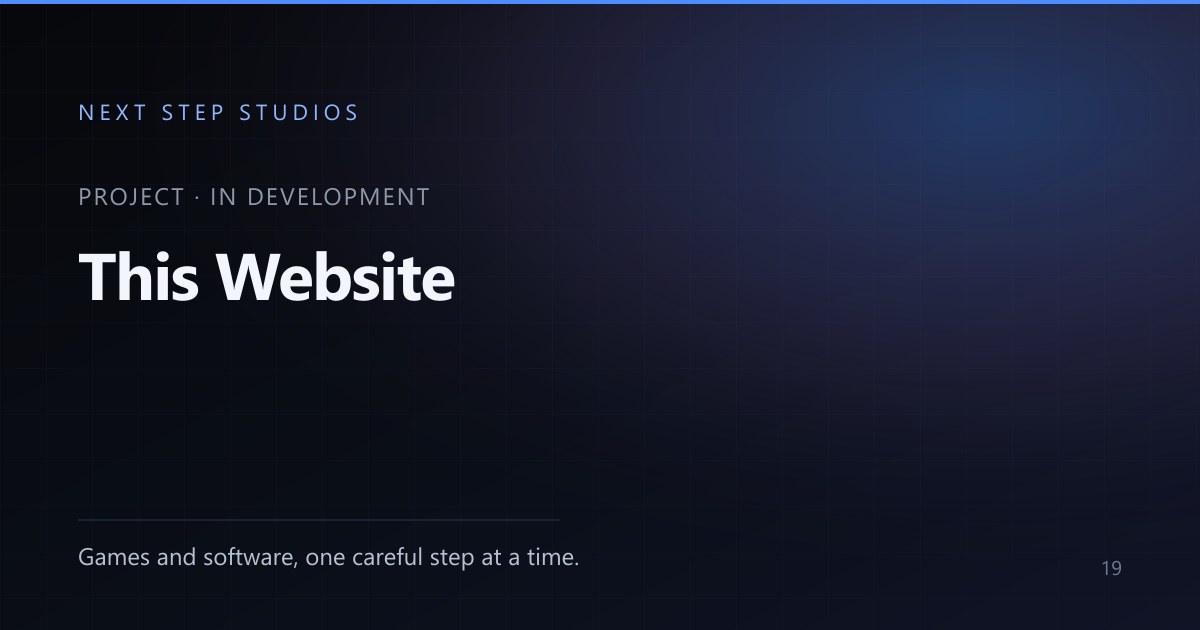 NEXT STEP STUDIOS
PROJECT · IN DEVELOPMENT
This Website
Games and software, one careful step at a time.
19